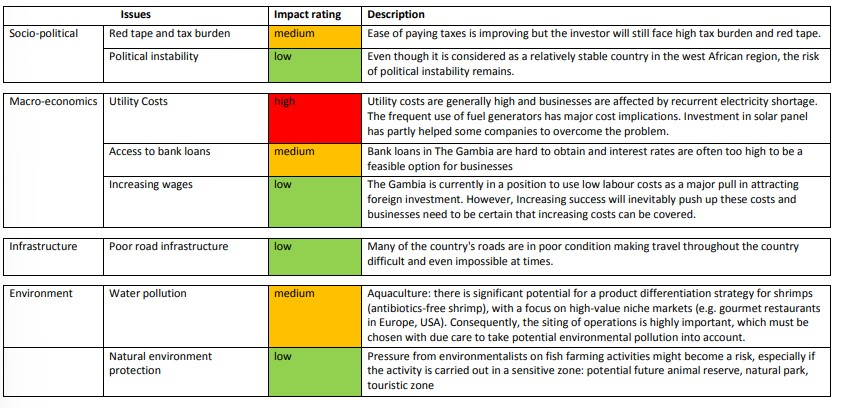 Issues Impact rating Description
Socio-political Red tape and tax burden medium Ease of paying taxes is improving but the investor will still face high tax burden and red tape.
Political instability low Even though it is considered as a relatively stable country in the west African region, the risk
of political instability remains.
Macro-economics Utility Costs high Utility costs are generally high and businesses are affected by recurrent electricity shortage.
The frequent use of fuel generators has major cost implications. Investment in solar panel
has partly helped some companies to overcome the problem.
Access to bank loans medium Bank loans in The Gambia are hard to obtain and interest rates are often too high to be a
feasible option for businesses
Increasing wages low The Gambia is currently in a position to use low labour costs as a major pull in attracting
foreign investment. However, Increasing success will inevitably push up these costs and
businesses need to be certain that increasing costs can be covered.
Infrastructure Poor road infrastructure low Many of the country's roads are in poor condition making travel throughout the country
difficult and even impossible at times.
Environment Water pollution medium Aquaculture: there is significant potential for a product differentiation strategy for shrimps
(antibiotics-free shrimp), with a focus on high-value niche markets (e.g. gourmet restaurants
in Europe, USA). Consequently, the siting of operations is highly important, which must be
chosen with due care to take potential environmental pollution into account.
Natural environment low Pressure from environmentalists on fish farming activities might become a risk, especially if
protection the activity is carried out in a sensitive zone: potential future animal reserve, natural park,
touristic zone